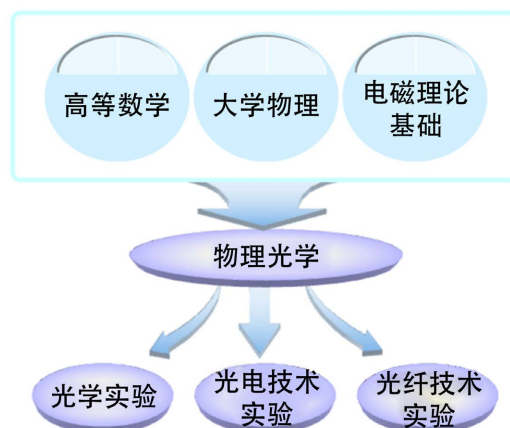 高等数学
大学物理
电磁理论
基础
物理光学
光学实验
光电技术
实验
光纤技术
实验